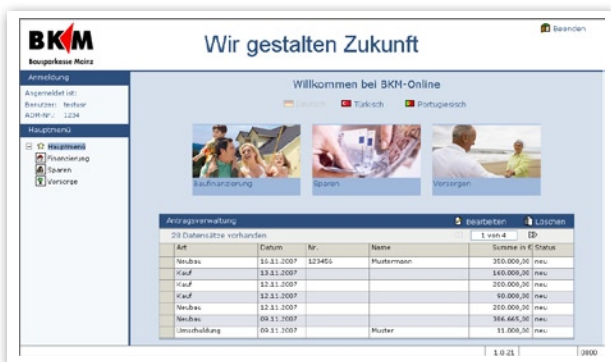 BKM
Bausparkasse Mainz
Wir gestalten Zukunft
Beenden
Anmeldung
Angemeldet ist:
Benutzer: testusr
ADM-Nr.: 1234
Hauptmenü
Hauptmenü
Finanzierung
Sparen
Vorsorge
Willkommen bei BKM-Online
Deutsch Türkisch Portugiesisch
Baufinanzierung Sparen Vorsorgen
Antragsverwaltung Bearbeiten Löschen
23 Datensätze vorhanden 1 von 4
Art Datum Nr. Name Summe in € Status
Neubau 16.11.2007 123456 Mustermann 350.000,00 neu
Kauf 13.11.2007 160.000,00 neu
Kauf 12.11.2007 200.000,00 neu
Kauf 12.11.2007 90.000,00 neu
Neubau 12.11.2007 200.000,00 neu
Neubau 09.11.2007 386.665,00 neu
Umschuldung 09.11.2007 Muster 11.000,00 neu
1.0.21 0800